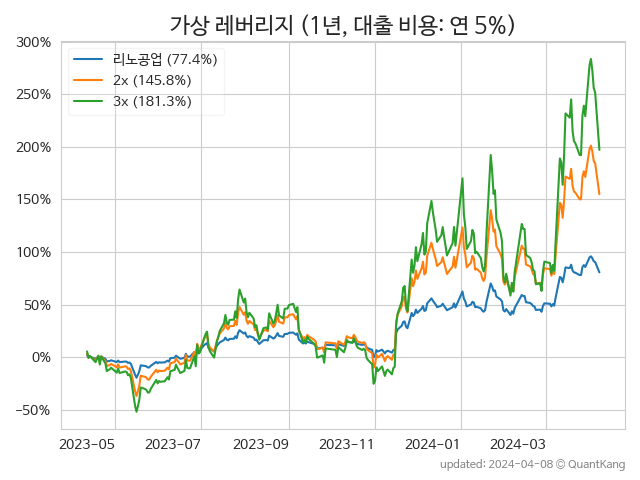 가상 레버리지 (1년, 대출 비용: 연 5%)
리노공업 (77.4%)
2x (145.8%)
3x (181.3%)
300%
250%
200%
150%
100%
50%
0%
−50%
2023-05 2023-07 2023-09 2023-11 2024-01 2024-03
updated: 2024-04-08 © QuantKang